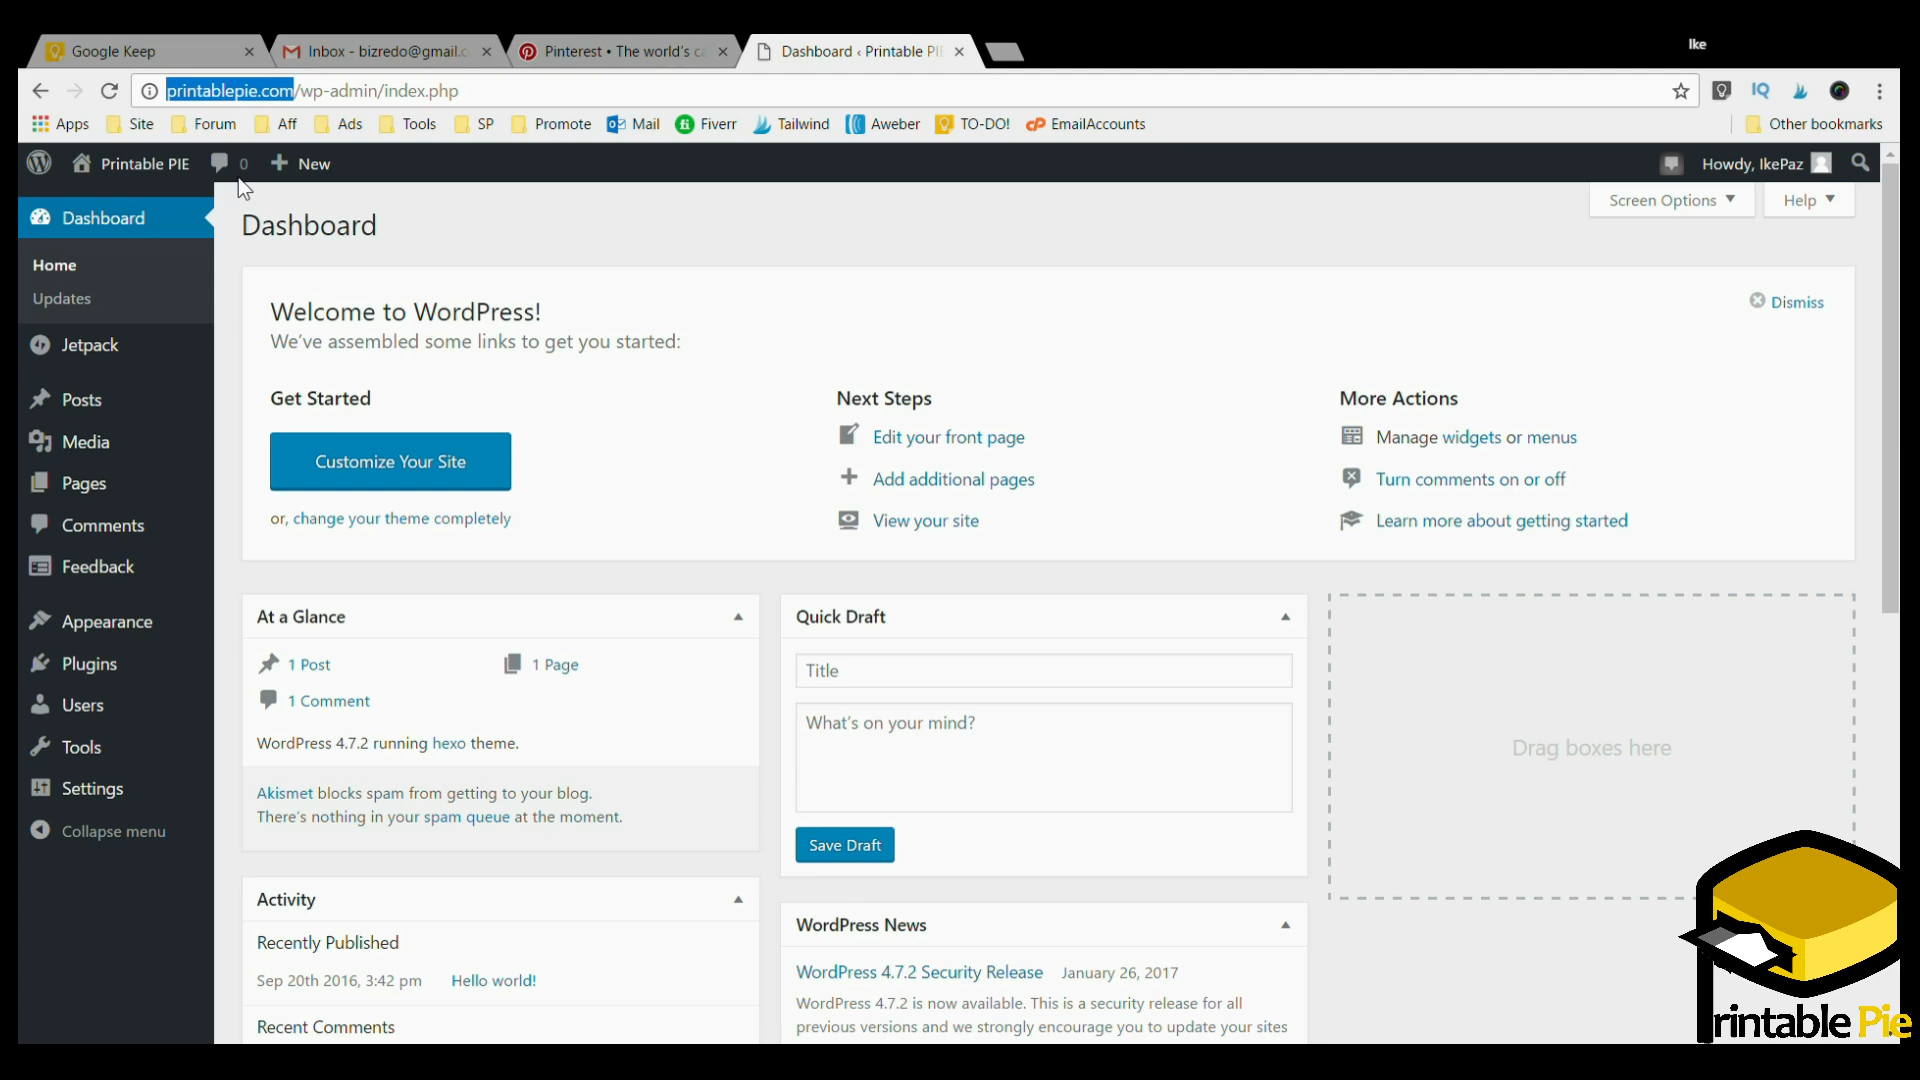 Ike
Google Keep
Inbox - bizredo@gmail.c
Pinterest • The world's ca
Dashboard ‹ Printable PIE
printablepie.com/wp-admin/index.php
IQ
Apps Site Forum Aff Ads Tools SP Promote Mail Fiverr Tailwind Aweber TO-DO! cP EmailAccounts Other bookmarks
Printable PIE 0 New Howdy, IkePaz
Screen Options Help
Dashboard
Home
Updates
Jetpack
Posts
Media
Pages
Comments
Feedback
Appearance
Plugins
Users
Tools
Settings
Collapse menu
Dashboard
Welcome to WordPress!
Dismiss
We've assembled some links to get you started:
Get Started
Customize Your Site
or, change your theme completely
Next Steps
Edit your front page
Add additional pages
View your site
More Actions
Manage widgets or menus
Turn comments on or off
Learn more about getting started
At a Glance
1 Post 1 Page
1 Comment
WordPress 4.7.2 running hexo theme.
Akismet blocks spam from getting to your blog.
There's nothing in your spam queue at the moment.
Activity
Recently Published
Sep 20th 2016, 3:42 pm Hello world!
Recent Comments
Quick Draft
Title
What's on your mind?
Save Draft
WordPress News
WordPress 4.7.2 Security Release January 26, 2017
WordPress 4.7.2 is now available. This is a security release for all
previous versions and we strongly encourage you to update your sites
Drag boxes here
Printable Pie